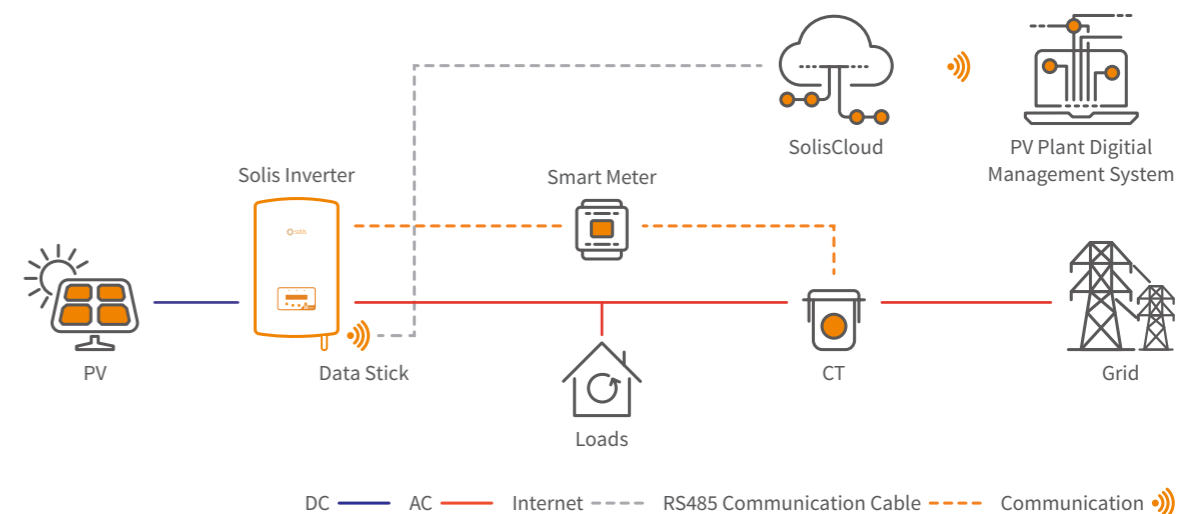 SolisCloud
PV Plant Digitial
Management System
Solis Inverter
Smart Meter
solis
PV
Data Stick
CT
Grid
Loads
DC
AC
Internet
RS485 Communication Cable
Communication